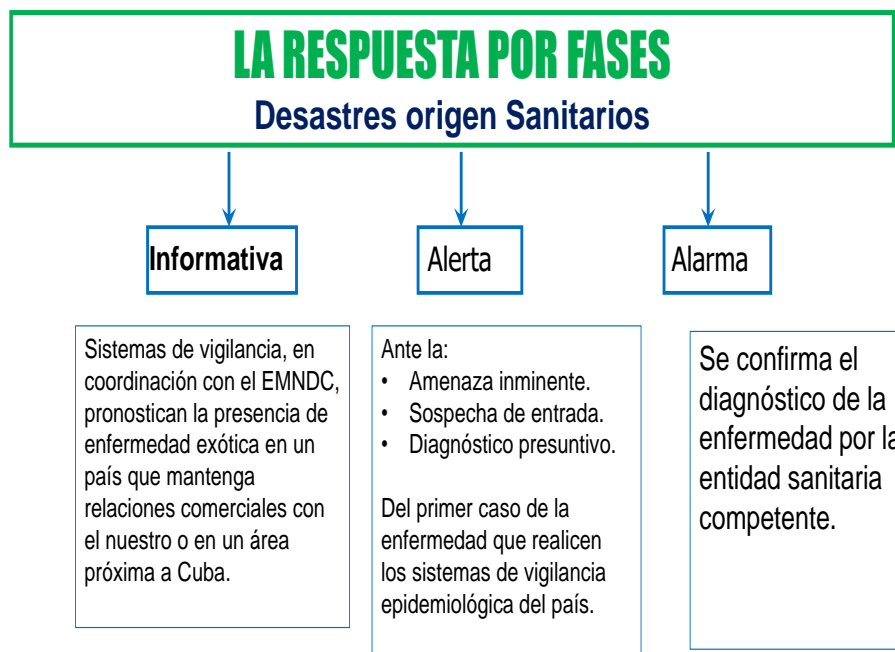 LA RESPUESTA POR FASES
Desastres origen Sanitarios
Informativa
Alerta
Alarma
Sistemas de vigilancia, en
coordinación con el EMNDC,
pronostican la presencia de
enfermedad exótica en un
país que mantenga
relaciones comerciales con
el nuestro o en un área
próxima a Cuba.
Ante la:
• Amenaza inminente.
• Sospecha de entrada.
• Diagnóstico presuntivo.
Del primer caso de la
enfermedad que realicen
los sistemas de vigilancia
epidemiológica del país.
Se confirma el
diagnóstico de la
enfermedad por la
entidad sanitaria
competente.